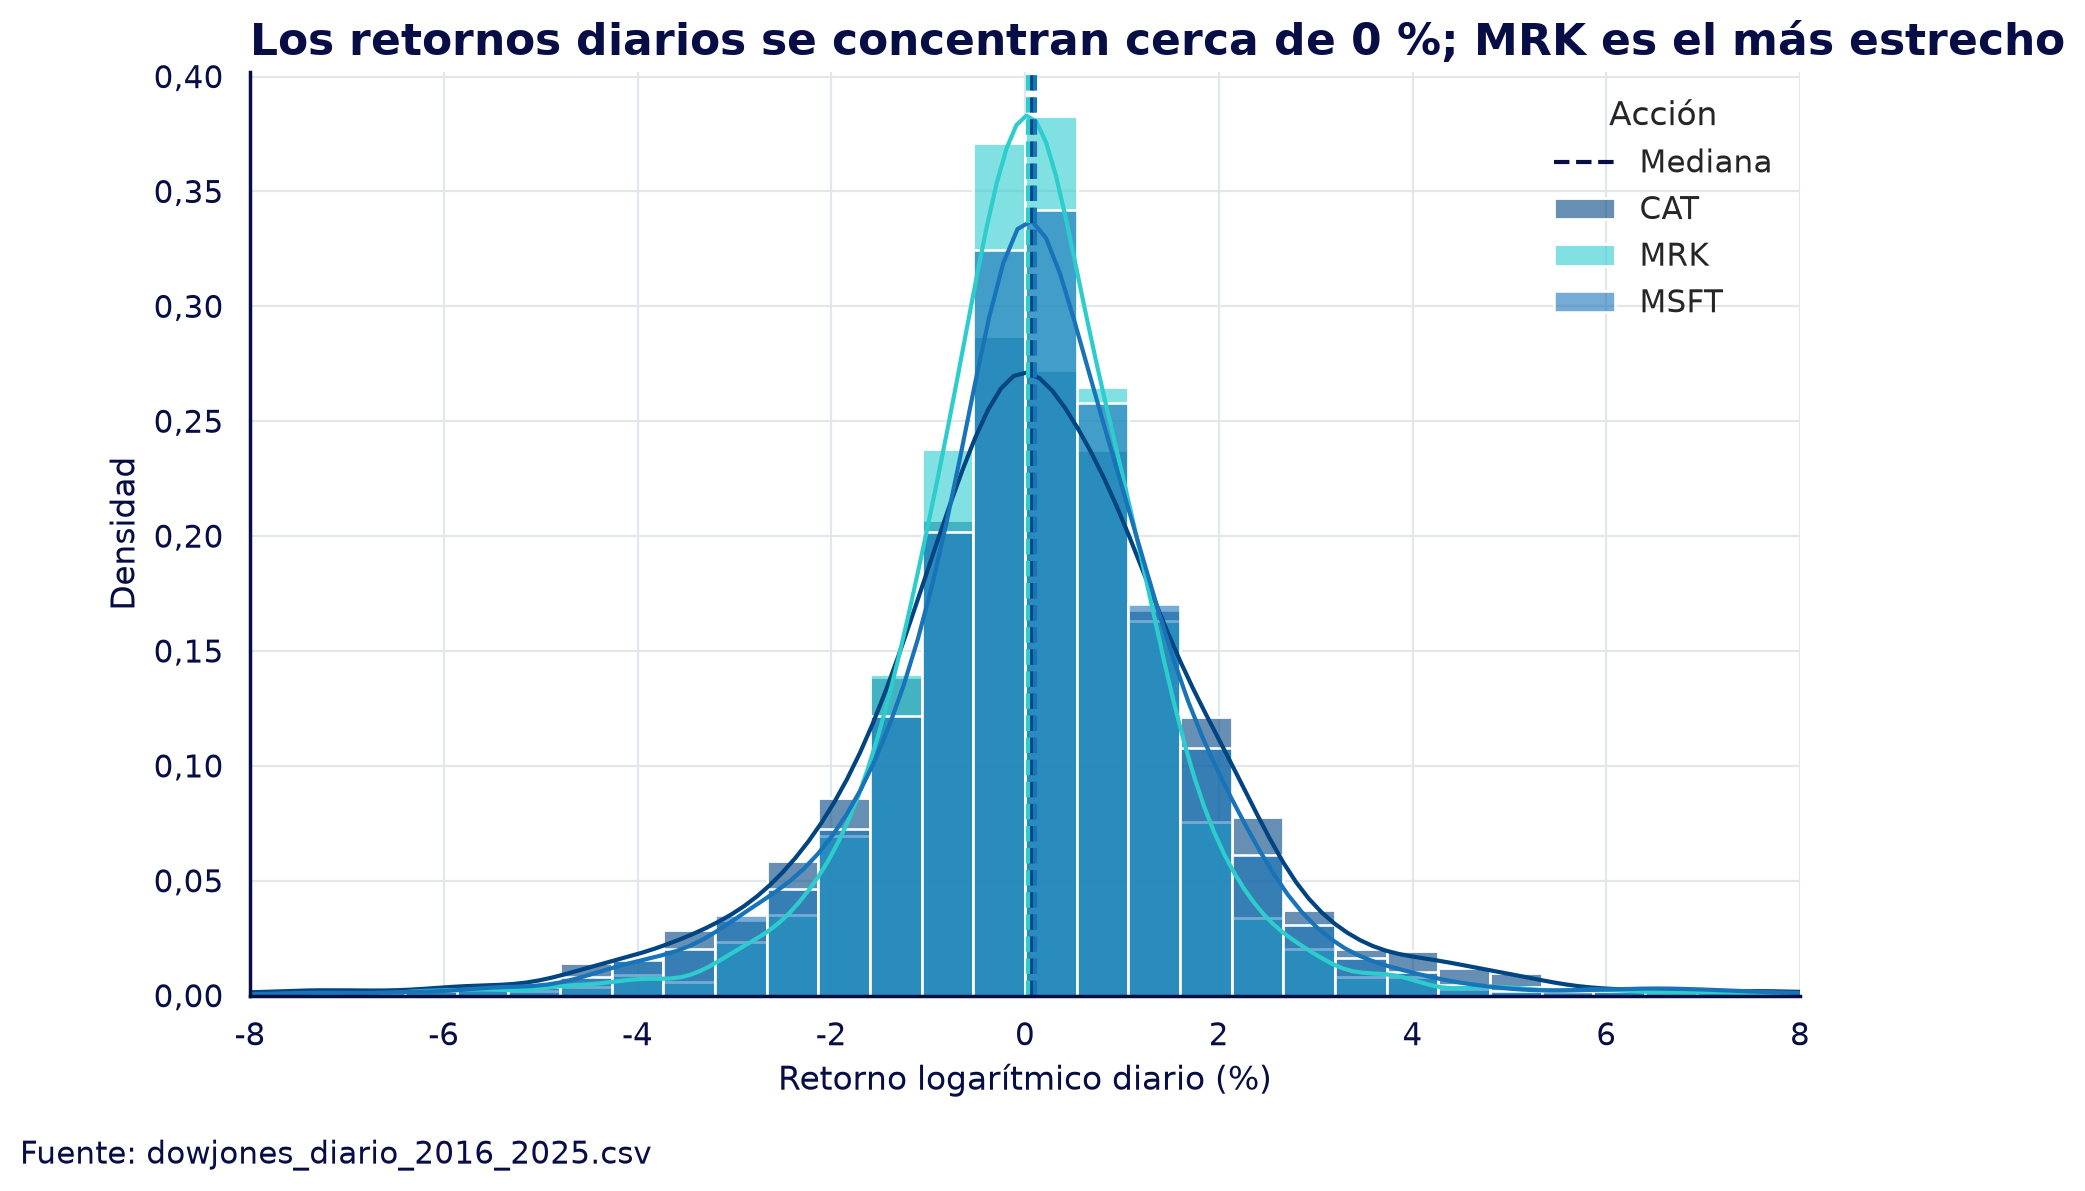 Los retornos diarios se concentran cerca de 0 %; MRK es el más estrecho
0,40
0,35
0,30
0,25
0,20
0,15
0,10
0,05
0,00
Densidad
Acción
Mediana
CAT
MRK
MSFT
-8 -6 -4 -2 0 2 4 6 8
Retorno logarítmico diario (%)
Fuente: dowjones_diario_2016_2025.csv